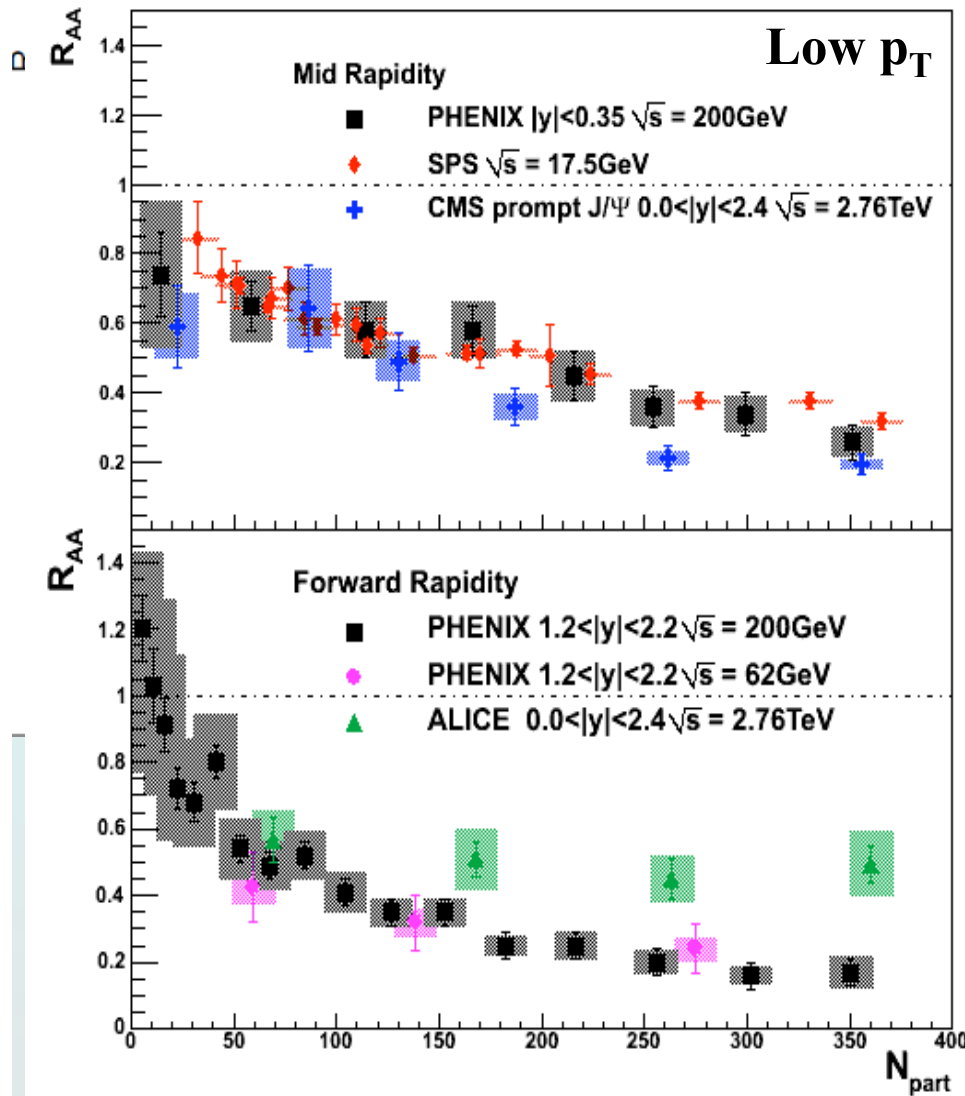 Low p_T
R_AA
1.4
1.2
1
0.8
0.6
0.4
0.2
Mid Rapidity
PHENIX |y|<0.35 √s = 200GeV
SPS √s = 17.5GeV
CMS prompt J/Ψ 0.0<|y|<2.4 √s = 2.76TeV
R_AA
1.4
1.2
1
0.8
0.6
0.4
0.2
0
Forward Rapidity
PHENIX 1.2<|y|<2.2 √s = 200GeV
PHENIX 1.2<|y|<2.2 √s = 62GeV
ALICE 0.0<|y|<2.4 √s = 2.76TeV
0 50 100 150 200 250 300 350 400
N_part